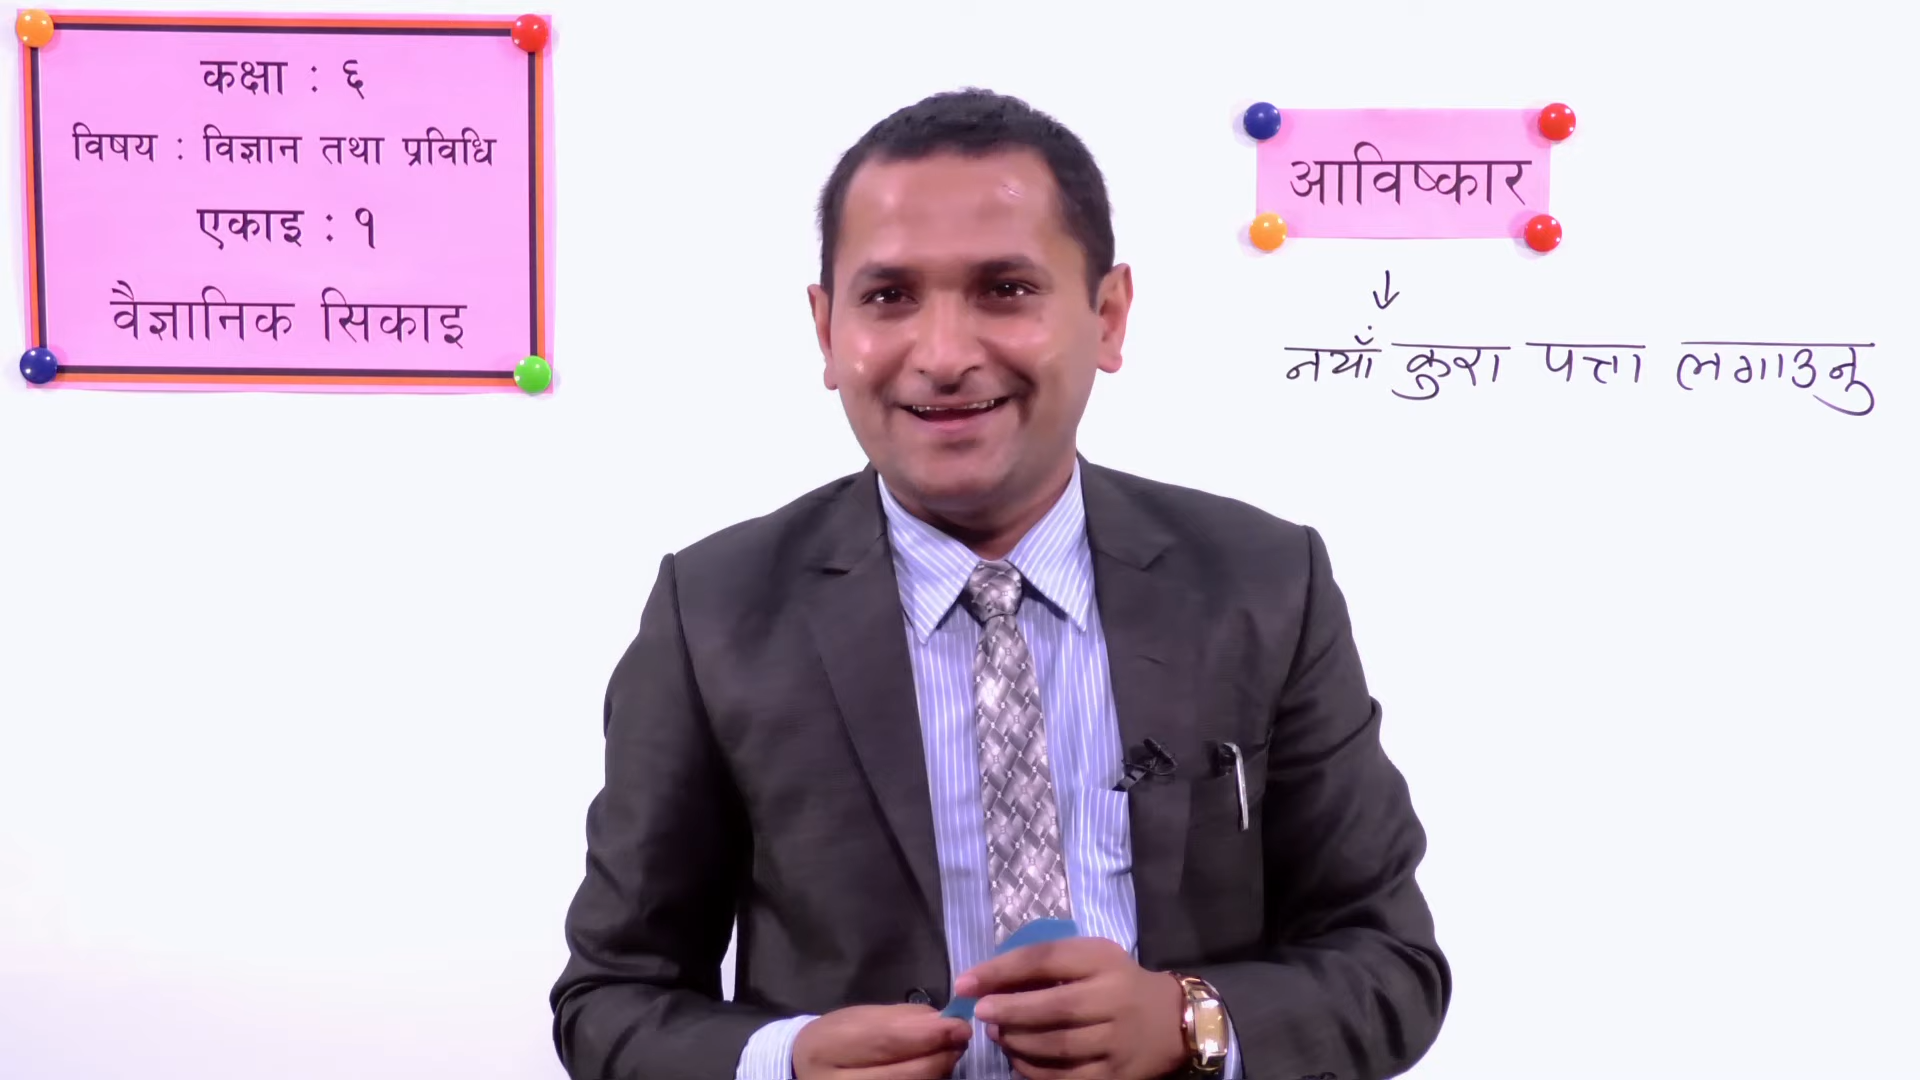 कक्षा : ६
विषय : विज्ञान तथा प्रविधि
एकाइ : १
वैज्ञानिक सिकाइ
आविष्कार
नयाँ कुरा पत्ता लगाउनु